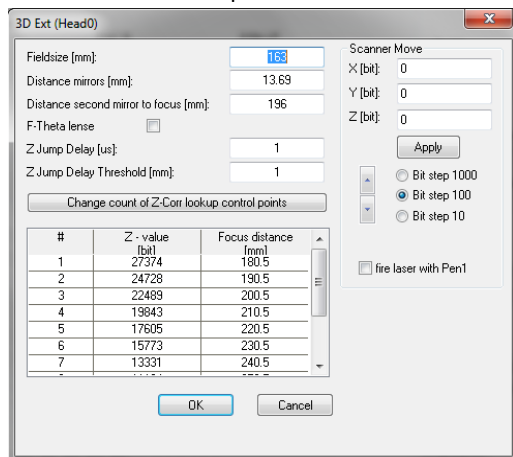 3D Ext (Head0)
Fieldsize [mm]: 163
Distance mirrors [mm]: 13.69
Distance second mirror to focus [mm]: 196
F-Theta lense
Z Jump Delay [us]: 1
Z Jump Delay Threshold [mm]: 1
Change count of Z-Corr lookup control points
# Z - value [bit] Focus distance [mm]
1 27374 180.5
2 24728 190.5
3 22489 200.5
4 19843 210.5
5 17605 220.5
6 15773 230.5
7 13331 240.5
OK Cancel
Scanner Move
X [bit]: 0
Y [bit]: 0
Z [bit]: 0
Apply
Bit step 1000
Bit step 100
Bit step 10
fire laser with Pen1